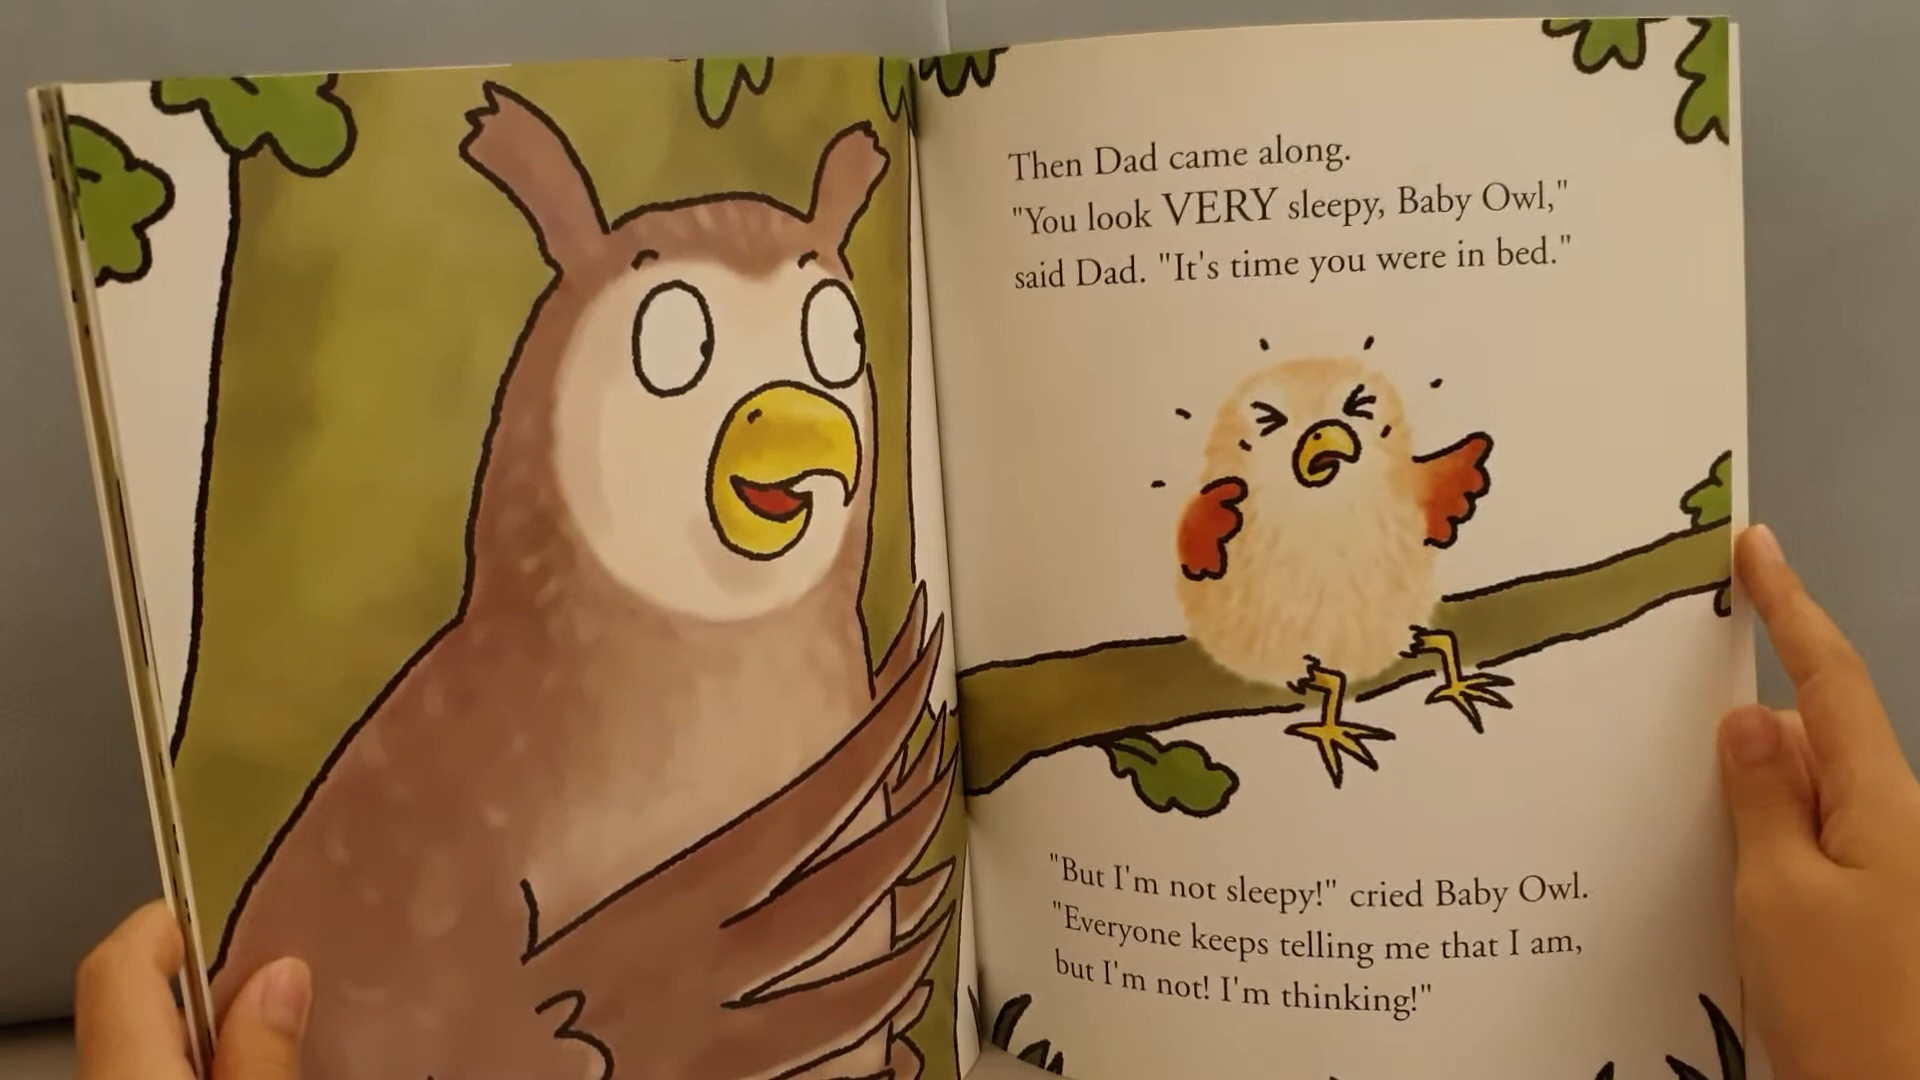 Then Dad came along.
"You look VERY sleepy, Baby Owl,"
said Dad. "It's time you were in bed."
"But I'm not sleepy!" cried Baby Owl.
"Everyone keeps telling me that I am,
but I'm not! I'm thinking!"